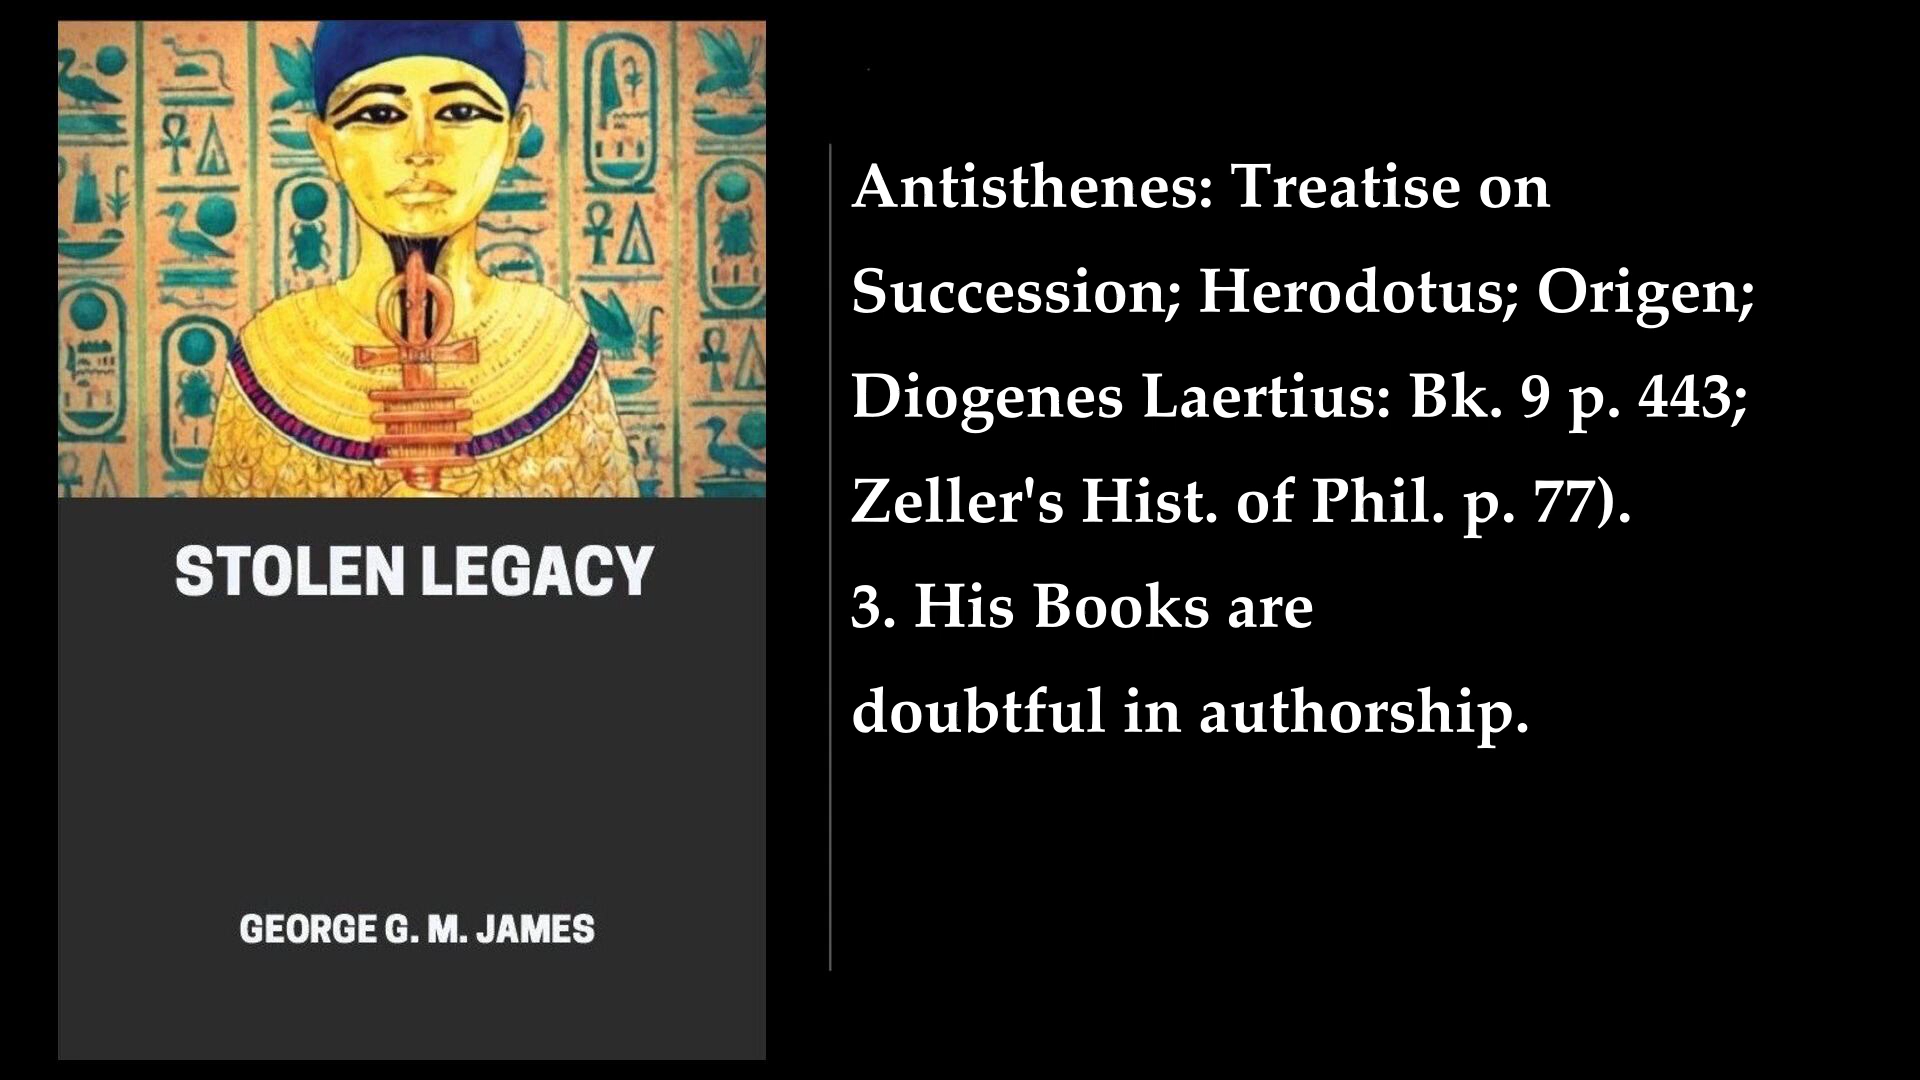 STOLEN LEGACY
GEORGE G. M. JAMES
Antisthenes: Treatise on
Succession; Herodotus; Origen;
Diogenes Laertius: Bk. 9 p. 443;
Zeller's Hist. of Phil. p. 77).
3. His Books are
doubtful in authorship.